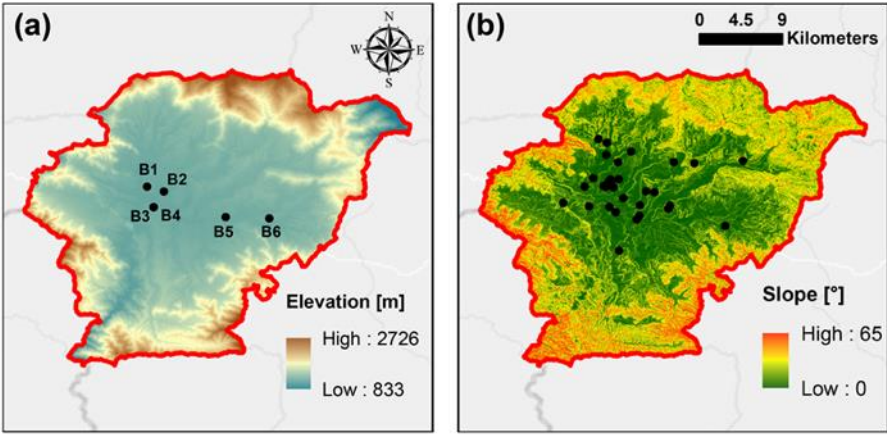 (a)
N
W E
S
B1
B2
B3 B4
B5 B6
Elevation [m]
High : 2726
Low : 833
(b)
0 4.5 9
Kilometers
Slope [°]
High : 65
Low : 0